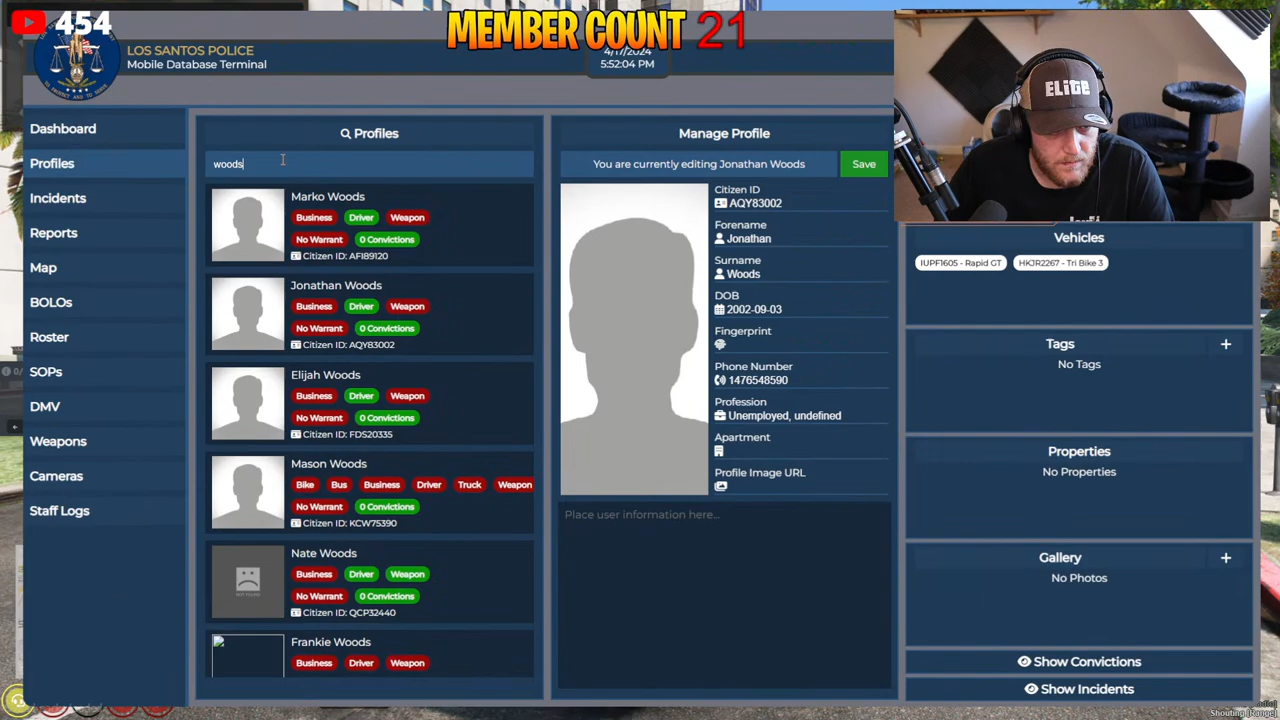 454
MEMBER COUNT 21
LOS SANTOS POLICE
Mobile Database Terminal
4/17/2024
5:52:04 PM
ELITE
Dashboard
Profiles
Incidents
Reports
Map
BOLOs
Roster
SOPs
DMV
Weapons
Cameras
Staff Logs
Profiles
woods
Marko Woods
Business Driver Weapon
No Warrant 0 Convictions
Citizen ID: AFI89120
Jonathan Woods
Business Driver Weapon
No Warrant 0 Convictions
Citizen ID: AQY83002
Elijah Woods
Business Driver Weapon
No Warrant 0 Convictions
Citizen ID: FDS20335
Mason Woods
Bike Bus Business Driver Truck Weapon
No Warrant 0 Convictions
Citizen ID: KCW75390
Nate Woods
Business Driver Weapon
No Warrant 0 Convictions
Citizen ID: QCP32440
Frankie Woods
Business Driver Weapon
Manage Profile
You are currently editing Jonathan Woods Save
Citizen ID
AQY83002
Forename
Jonathan
Surname
Woods
DOB
2002-09-03
Fingerprint
Phone Number
1476548590
Profession
Unemployed, undefined
Apartment
Profile Image URL
Place user information here...
Vehicles
IUPF1605 - Rapid GT HKJR2267 - Tri Bike 3
Tags +
No Tags
Properties
No Properties
Gallery +
No Photos
Show Convictions
Show Incidents
Shouting [Range]